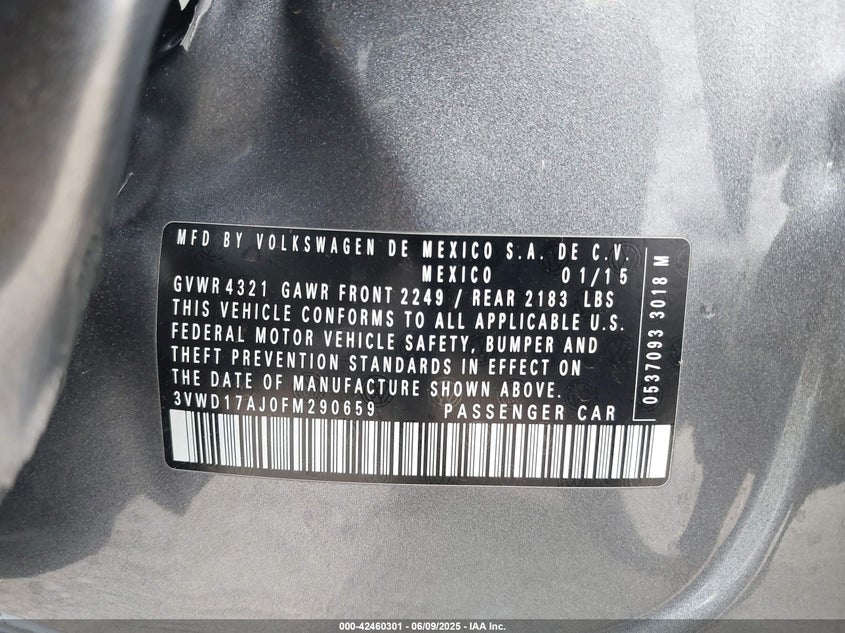 MFD BY VOLKSWAGEN DE MEXICO S.A. DE C.V.
MEXICO 01/15
GVWR 4321 GAWR FRONT 2249 / REAR 2183 LBS
THIS VEHICLE CONFORMS TO ALL APPLICABLE U.S.
FEDERAL MOTOR VEHICLE SAFETY, BUMPER AND
THEFT PREVENTION STANDARDS IN EFFECT ON
THE DATE OF MANUFACTURE SHOWN ABOVE.
3VWD17AJ0FM290659 PASSENGER CAR
0537093 3018 M
000-42460301 - 06/09/2025 - IAA Inc.